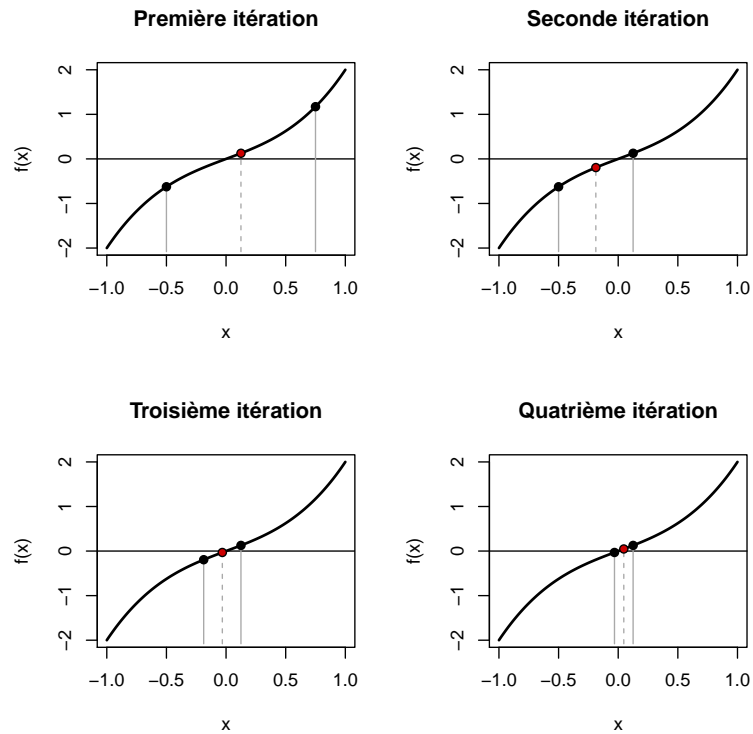 Première itération
2
1
0
−1
−2
f(x)
−1.0 −0.5 0.0 0.5 1.0
x
Seconde itération
2
1
0
−1
−2
f(x)
−1.0 −0.5 0.0 0.5 1.0
x
Troisième itération
2
1
0
−1
−2
f(x)
−1.0 −0.5 0.0 0.5 1.0
x
Quatrième itération
2
1
0
−1
−2
f(x)
−1.0 −0.5 0.0 0.5 1.0
x